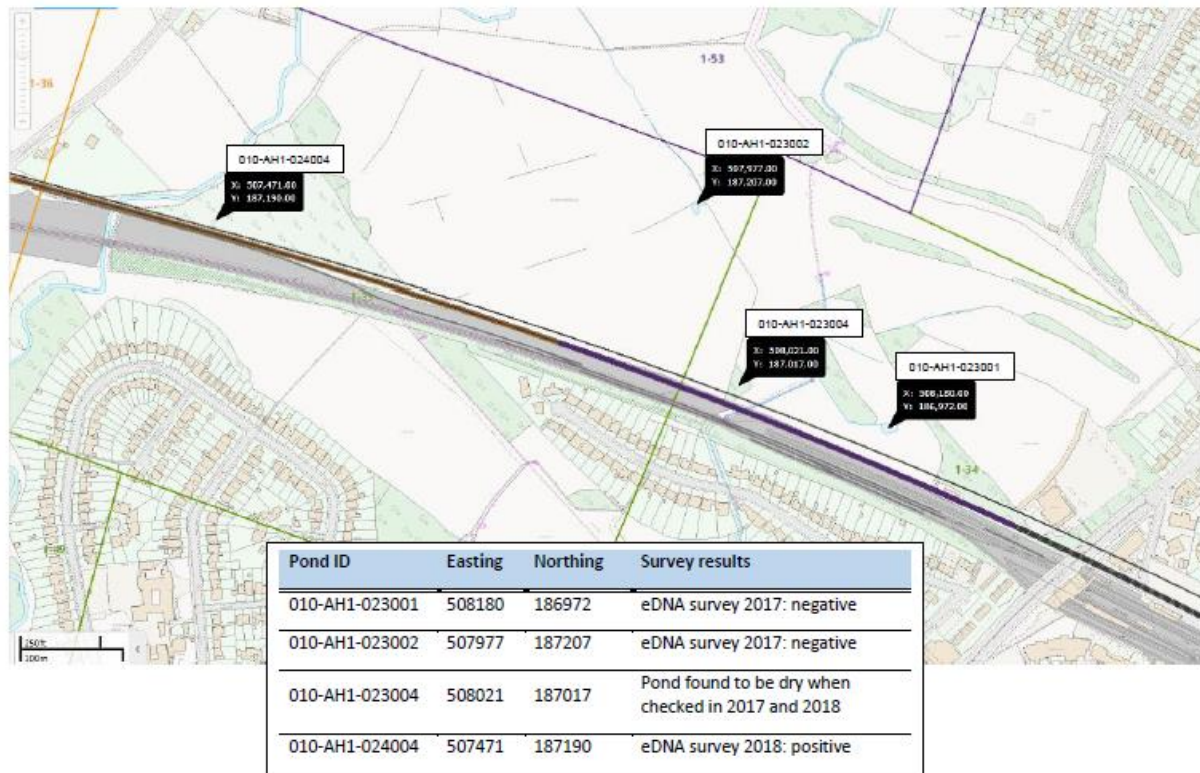 1-36
1-53
010-AH1-023002
X: 507,977.00
Y: 187,207.00
010-AH1-024004
X: 507,471.00
Y: 187,190.00
010-AH1-023004
X: 508,021.00
Y: 187,017.00
010-AH1-023001
X: 508,180.00
Y: 186,972.00
1-34
250ft
100m
Pond ID Easting Northing Survey results
010-AH1-023001 508180 186972 eDNA survey 2017: negative
010-AH1-023002 507977 187207 eDNA survey 2017: negative
010-AH1-023004 508021 187017 Pond found to be dry when
checked in 2017 and 2018
010-AH1-024004 507471 187190 eDNA survey 2018: positive